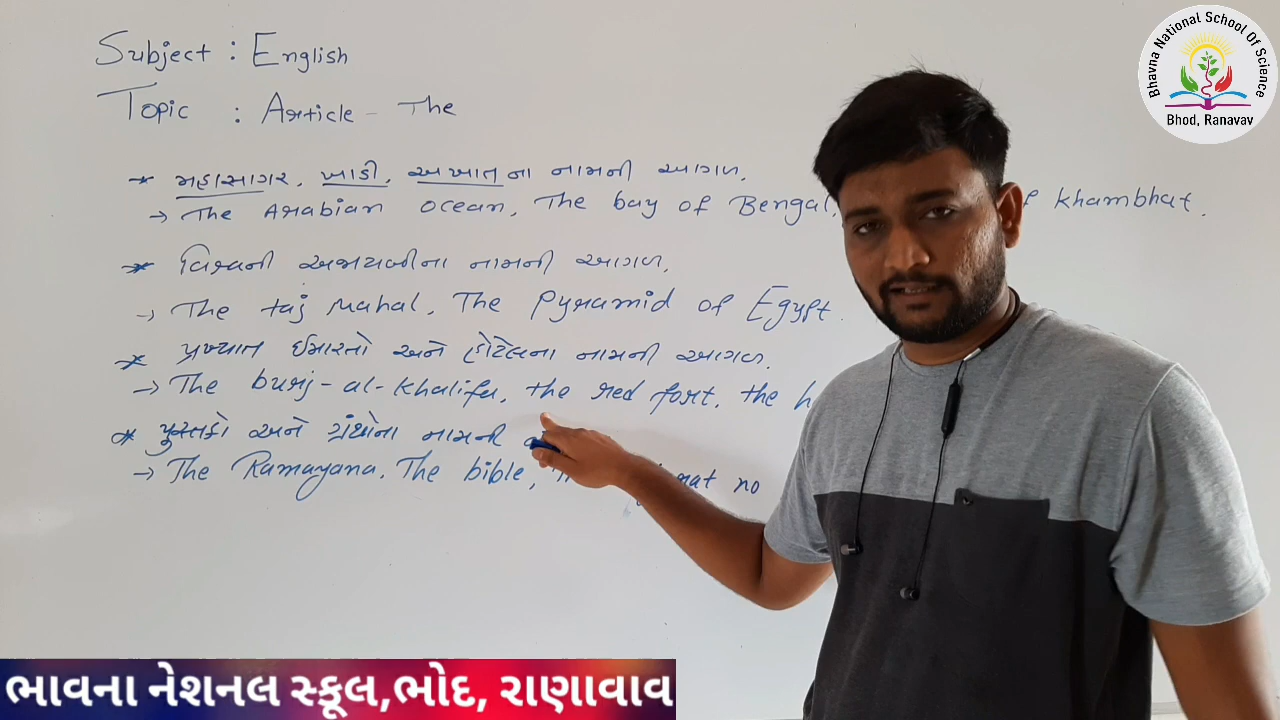 Subject : English
Topic : Article - The
* મહાસાગર, ખાડી, અખાતના નામની આગળ.
→ The Arabian Ocean, The bay of Bengal, of Khambhat.
* વિશ્વની અજાયબીના નામની આગળ.
→ The taj Mahal, The Pyramid of Egypt.
* પ્રખ્યાત ઈમારતો અને હોટેલના નામની આગળ.
→ The burj-al-khalifa, the red fort, the
* પુસ્તકો અને ગ્રંથોના નામની
→ The Ramayana, The bible, no
Bhavna National School Of Science
Bhod, Ranavav
ભાવના નેશનલ સ્કૂલ,ભોદ, રાણાવાવ